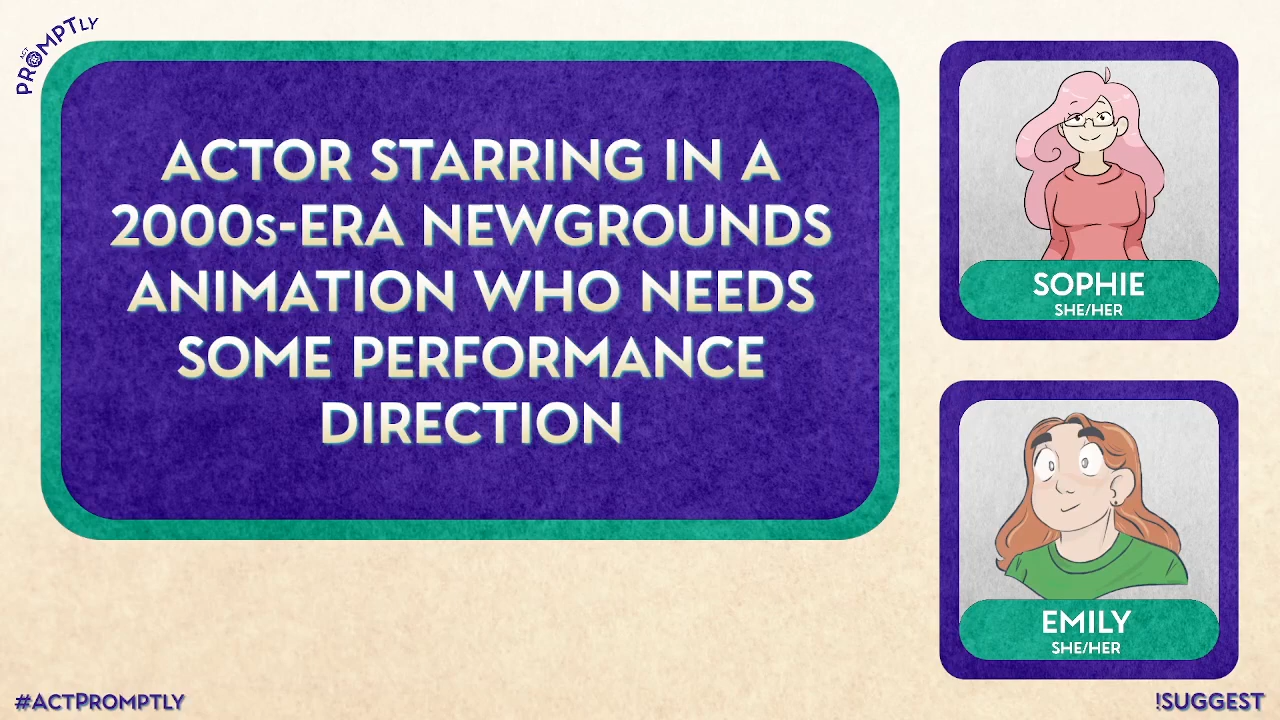 ACT
PROMPTLY
ACTOR STARRING IN A
2000s-ERA NEWGROUNDS
ANIMATION WHO NEEDS
SOME PERFORMANCE
DIRECTION
SOPHIE
SHE/HER
EMILY
SHE/HER
#ACTPROMPTLY
!SUGGEST